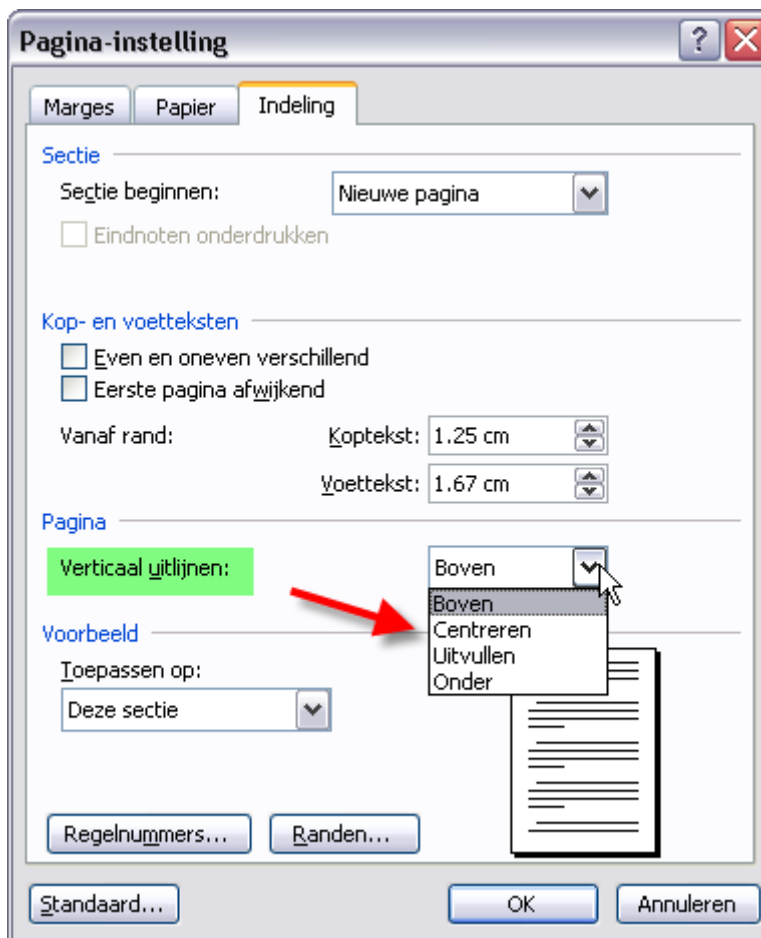 Pagina-instelling
Marges Papier Indeling
Sectie
Sectie beginnen: Nieuwe pagina
Eindnoten onderdrukken
Kop- en voetteksten
Even en oneven verschillend
Eerste pagina afwijkend
Vanaf rand: Koptekst: 1.25 cm
Voettekst: 1.67 cm
Pagina
Verticaal uitlijnen: Boven
Boven
Centreren
Uitvullen
Onder
Voorbeeld
Toepassen op:
Deze sectie
Regelnummers... Randen...
Standaard... OK Annuleren